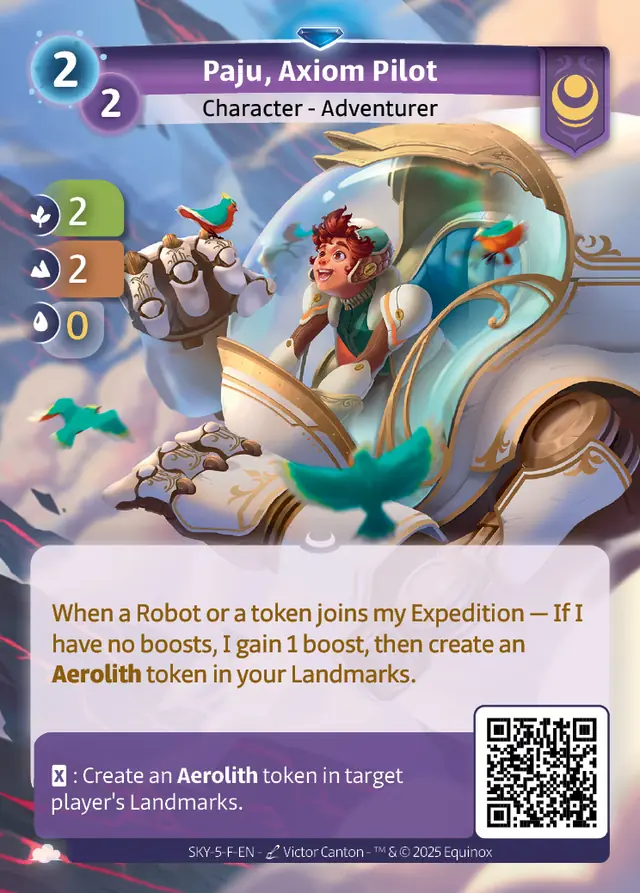 2
Paju, Axiom Pilot
2
Character - Adventurer
2
2
0
When a Robot or a token joins my Expedition — If I
have no boosts, I gain 1 boost, then create an
Aerolith token in your Landmarks.
X : Create an Aerolith token in target
player's Landmarks.
SKY-5-F-EN - Victor Canton - ™ & © 2025 Equinox